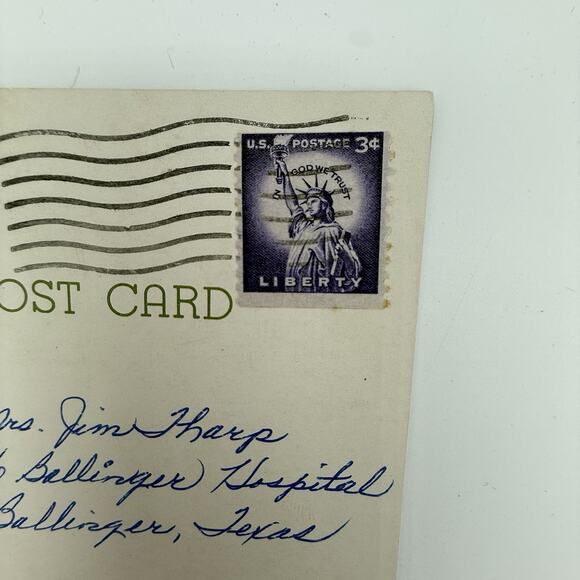 U.S. POSTAGE 3¢
IN GOD WE TRUST
LIBERTY
OST CARD
rs. Jim Tharp
Ballinger Hospital
Ballinger, Texas